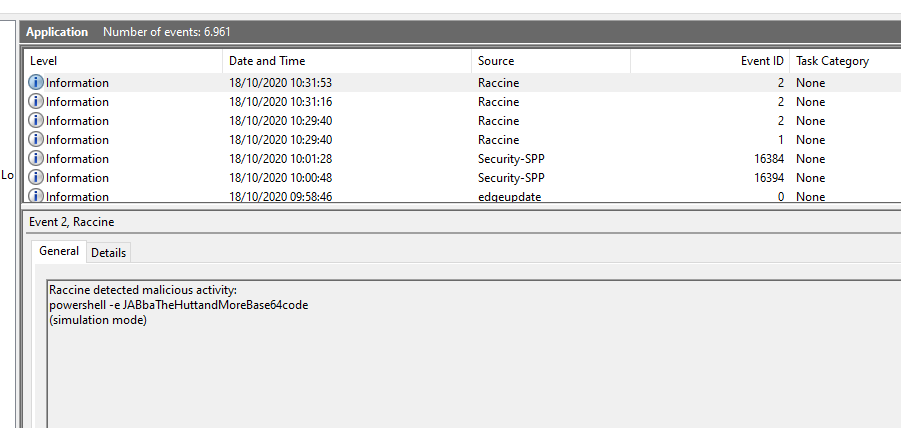 Application Number of events: 6.961
Level Date and Time Source Event ID Task Category
Information 18/10/2020 10:31:53 Raccine 2 None
Information 18/10/2020 10:31:16 Raccine 2 None
Information 18/10/2020 10:29:40 Raccine 2 None
Information 18/10/2020 10:29:40 Raccine 1 None
Lo
Information 18/10/2020 10:01:28 Security-SPP 16384 None
Information 18/10/2020 10:00:48 Security-SPP 16394 None
Information 18/10/2020 09:58:46 edgeupdate 0 None
Event 2, Raccine
General Details
Raccine detected malicious activity:
powershell -e JABbaTheHuttandMoreBase64code
(simulation mode)